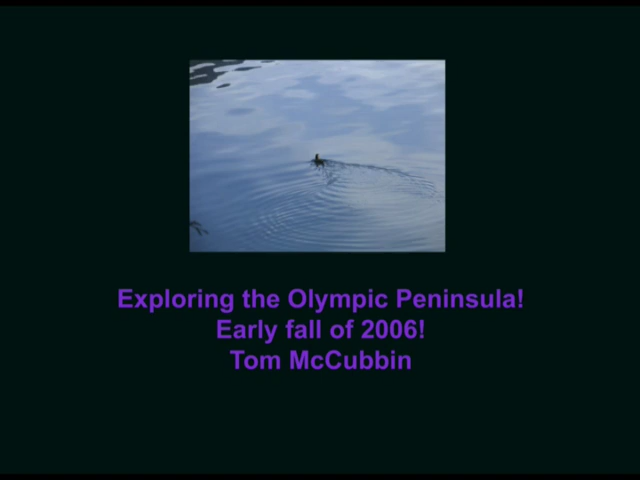 Exploring the Olympic Peninsula!
Early fall of 2006!
Tom McCubbin